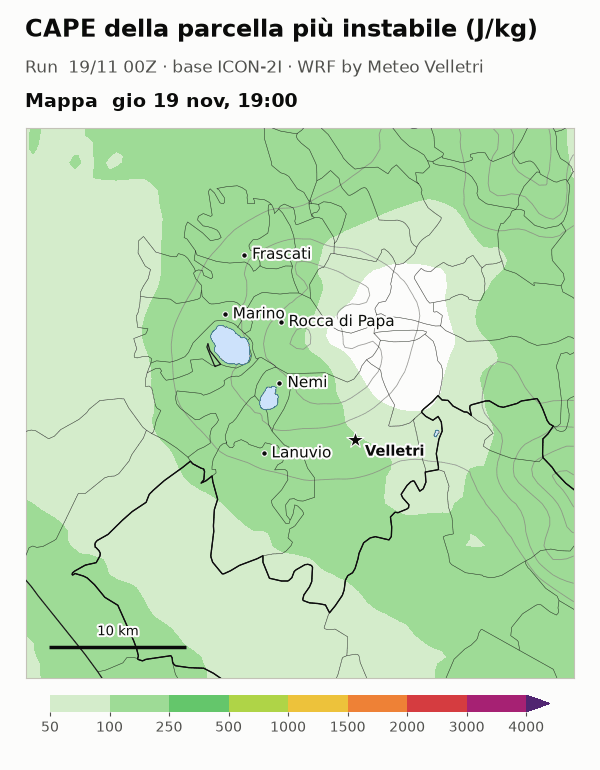 CAPE della parcella più instabile (J/kg)
Run  19/11 00Z · base ICON-2I · WRF by Meteo Velletri
Mappa  gio 19 nov, 19:00
Frascati
Marino
Rocca di Papa
Nemi
Velletri
Lanuvio
10 km
50 100 250 500 1000 1500 2000 3000 4000